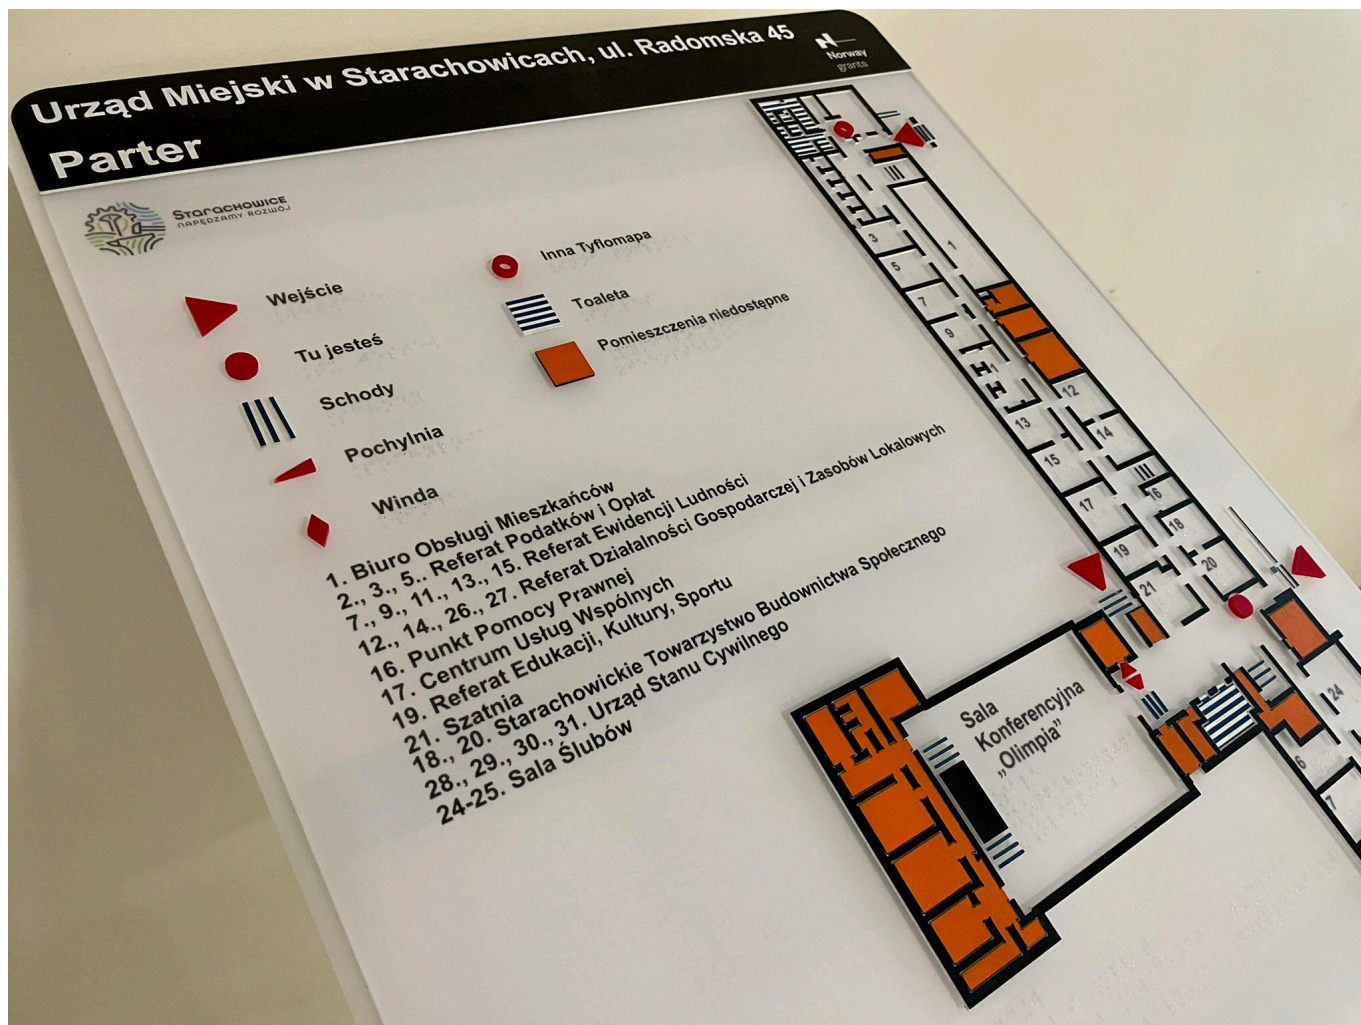 Urząd Miejski w Starachowicach, ul. Radomska 45
Parter
Norway
grants
STARACHOWICE
NAPĘDZAMY ROZWÓJ
Wejście
Tu jesteś
Schody
Pochylnia
Winda
Inna Tyflomapa
Toaleta
Pomieszczenia niedostępne
1. Biuro Obsługi Mieszkańców
2., 3., 5.. Referat Podatków i Opłat
7., 9., 11., 13., 15. Referat Ewidencji Ludności
12., 14., 26., 27. Referat Działalności Gospodarczej i Zasobów Lokalowych
16. Punkt Pomocy Prawnej
17. Centrum Usług Wspólnych
19. Referat Edukacji, Kultury, Sportu
21. Szatnia
18., 20. Starachowickie Towarzystwo Budownictwa Społecznego
28., 29., 30., 31. Urząd Stanu Cywilnego
24-25. Sala Ślubów
3
1
5
7
9
12
13
14
15
16
17
18
19
20
21
24
6
7
Sala
Konferencyjna
„Olimpia”